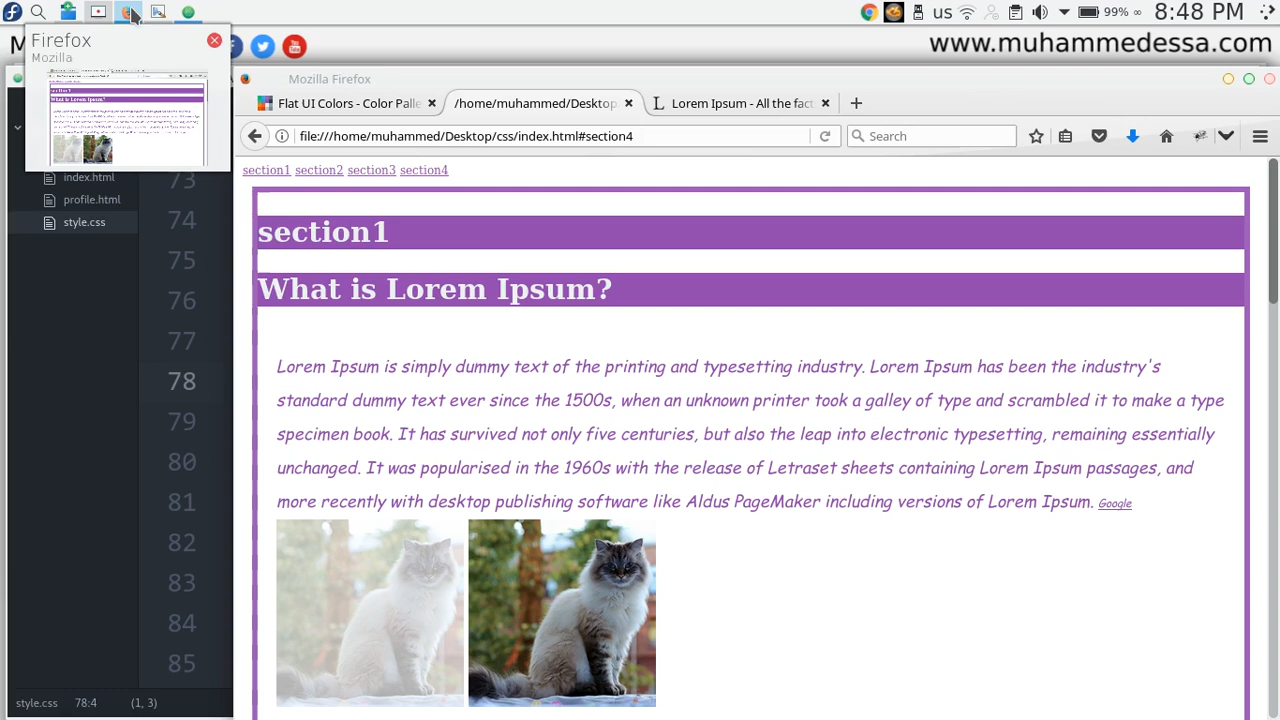 us 99% ∞ 8:48 PM
M
www.muhammedessa.com
Firefox
Mozilla
Mozilla Firefox
Flat UI Colors - Color Palle
/home/muhammed/Desktop
Lorem Ipsum - All the facts
file:///home/muhammed/Desktop/css/index.html#section4
Search
section1 section2 section3 section4
section1
What is Lorem Ipsum?
Lorem Ipsum is simply dummy text of the printing and typesetting industry. Lorem Ipsum has been the industry's
standard dummy text ever since the 1500s, when an unknown printer took a galley of type and scrambled it to make a type
specimen book. It has survived not only five centuries, but also the leap into electronic typesetting, remaining essentially
unchanged. It was popularised in the 1960s with the release of Letraset sheets containing Lorem Ipsum passages, and
more recently with desktop publishing software like Aldus PageMaker including versions of Lorem Ipsum. Google
index.html
profile.html
style.css
73
74
75
76
77
78
79
80
81
82
83
84
85
style.css 78:4 (1, 3)